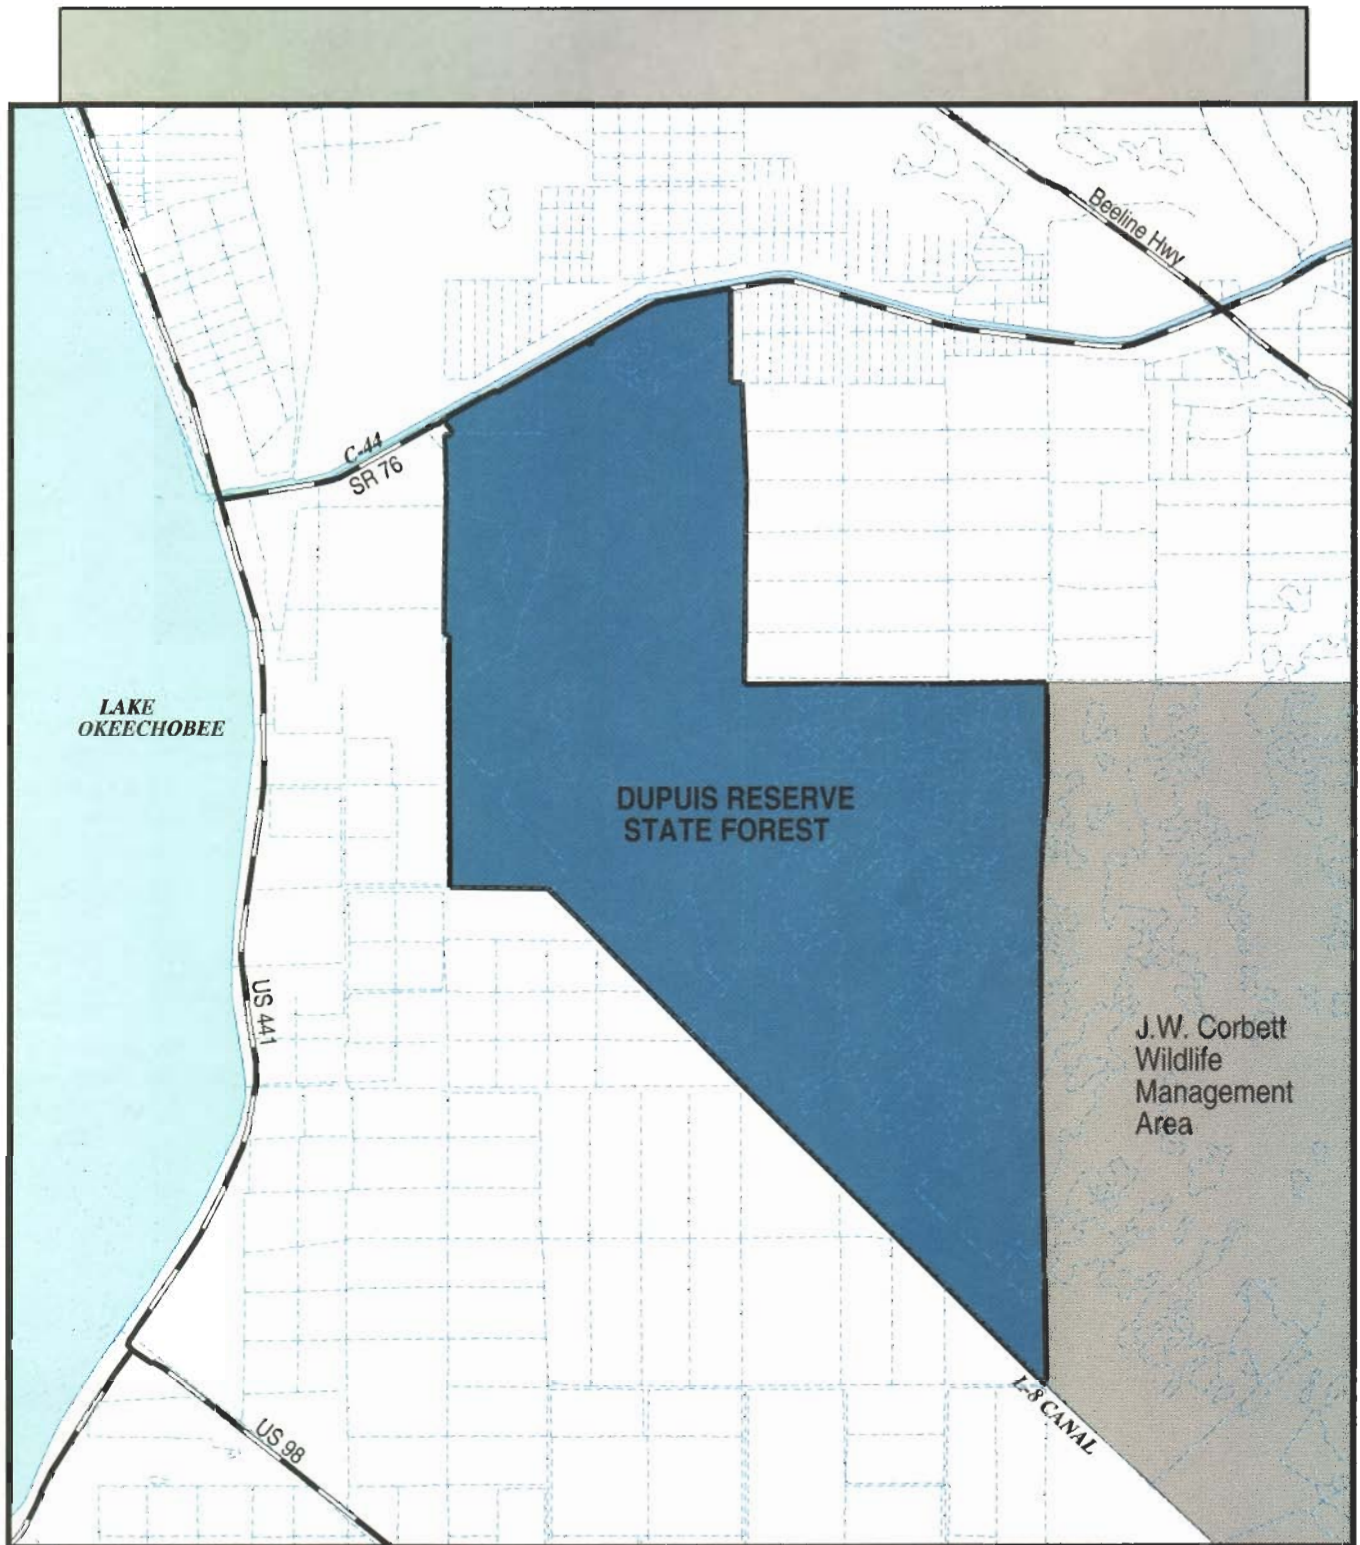 Beeline Hwy
C-44
SR 76
LAKE
OKEECHOBEE
DUPUIS RESERVE
STATE FOREST
US 441
J.W. Corbett
Wildlife
Management
Area
L-8 CANAL
US 98